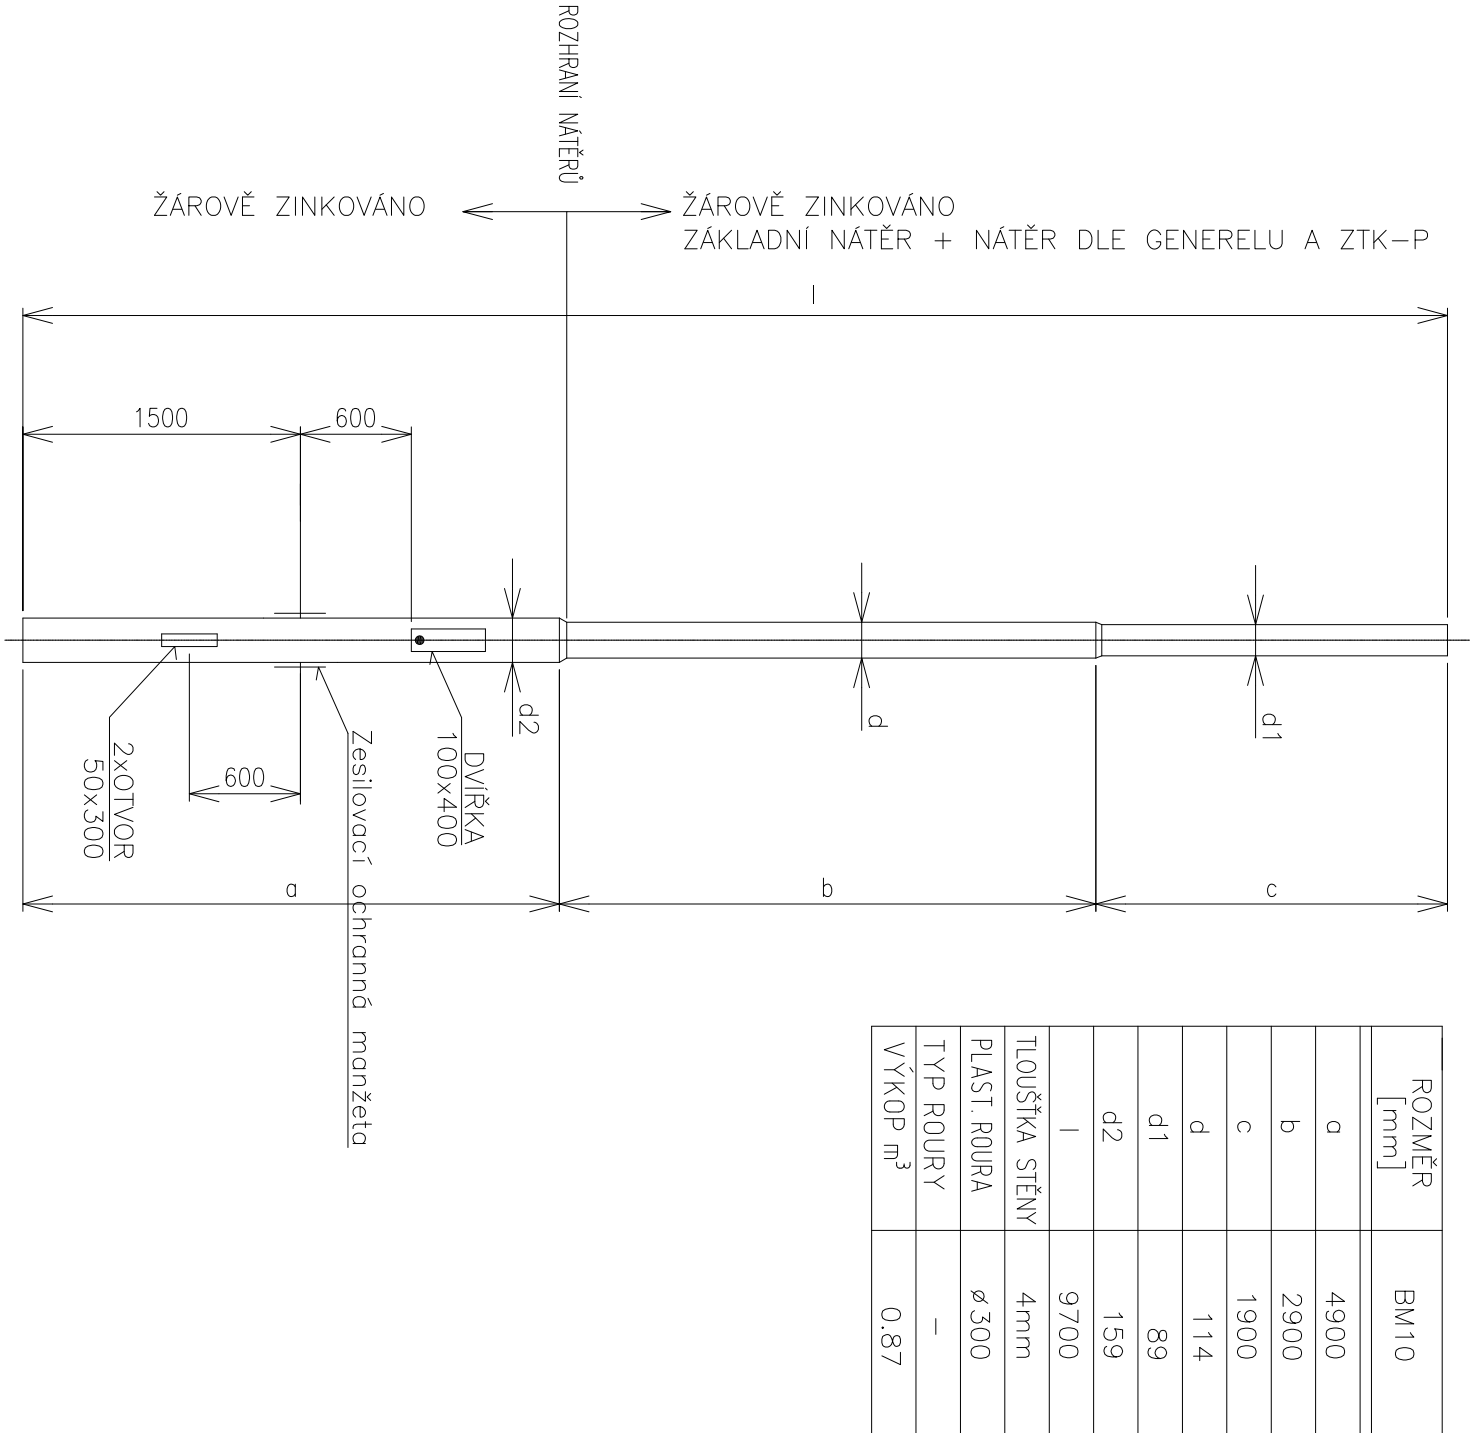 ROZHRANÍ NÁTĚRŮ
ŽÁROVĚ ZINKOVÁNO
ŽÁROVĚ ZINKOVÁNO
ZÁKLADNÍ NÁTĚR + NÁTĚR DLE GENERELU A ZTK-P
l
1500
600
d2
d
d1
2xOTVOR
50x300
600
Zesilovací ochranná manžeta
DVÍŘKA
100x400
a
b
c
ROZMĚR
[mm]
BM10
a 4900
b 2900
c 1900
d 114
d1 89
d2 159
l 9700
TLOUŠŤKA STĚNY 4mm
PLAST. ROURA ø300
TYP ROURY -
VÝKOP m³ 0.87